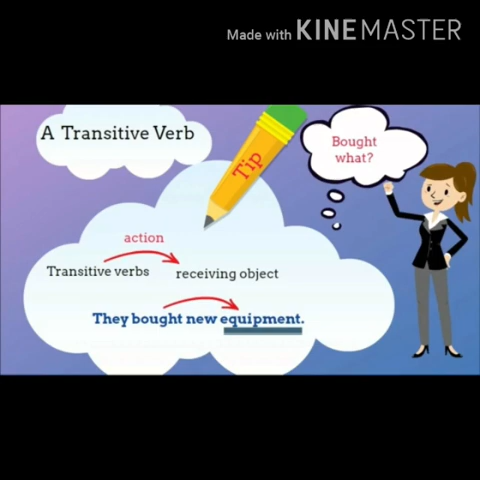 Made with KINEMASTER
A Transitive Verb
Tip
Bought
what?
action
Transitive verbs receiving object
They bought new equipment.